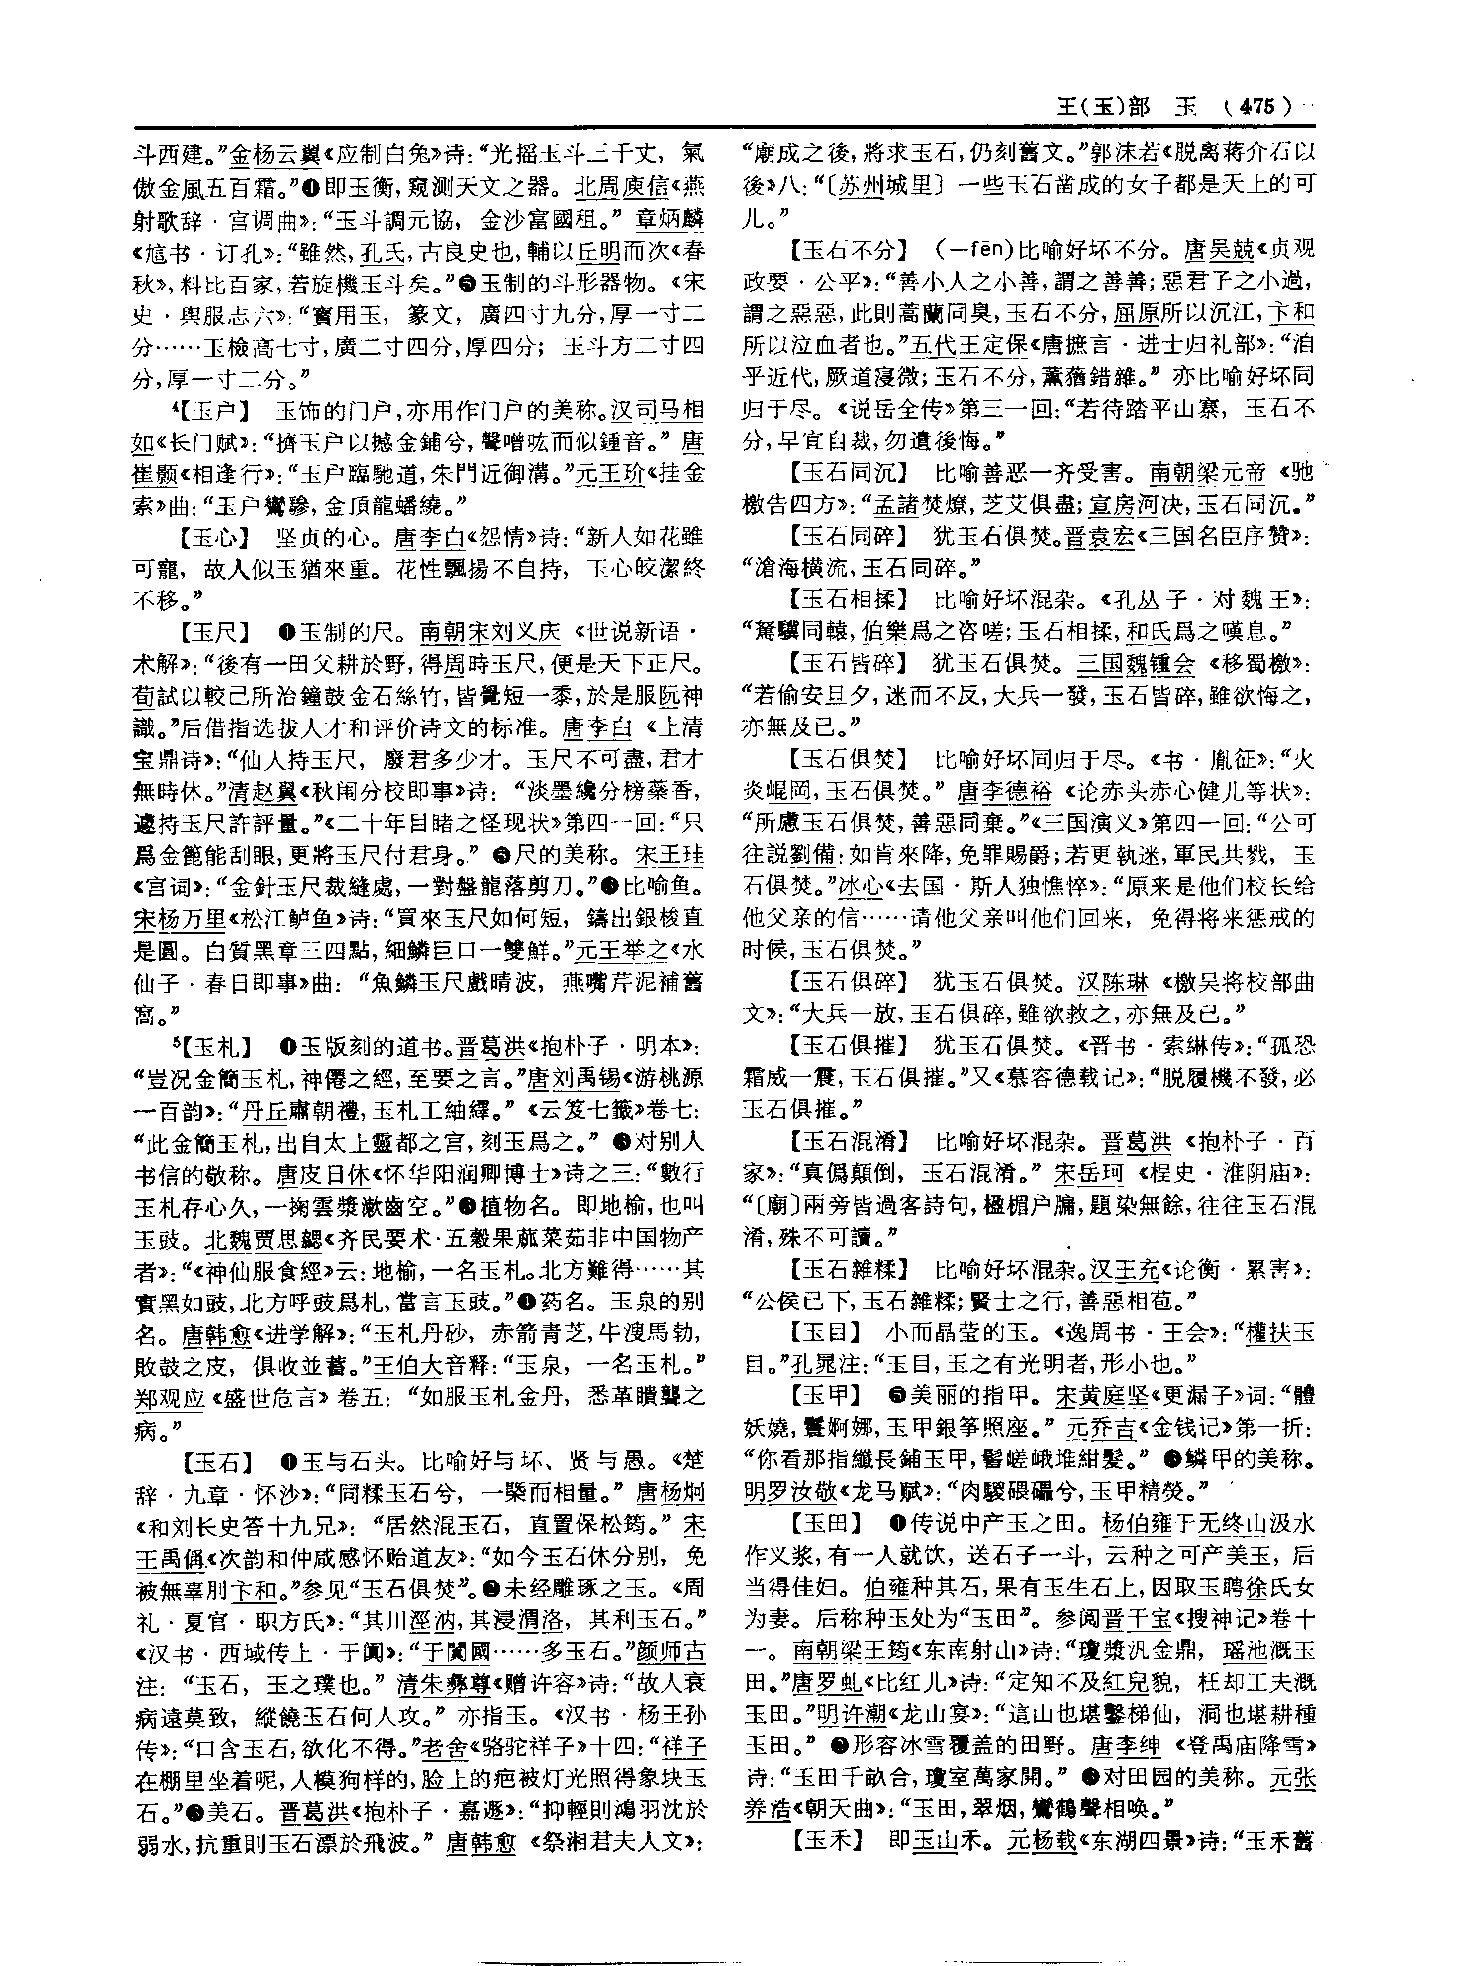 王(玉)部　玉　(475)
斗西建。”金杨云翼《应制白兔》诗:“光摇玉斗三千丈，氣
傲金風五百霜。”❹即玉衡,窥测天文之器。北周庾信《燕
射歌辞·宫调曲》:“玉斗調元協，金沙富國租。”章炳麟
《訄书·订孔》:“雖然,孔氏,古良史也,輔以丘明而次《春
秋》,料比百家,若旋機玉斗矣。”❺玉制的斗形器物。《宋
史·舆服志六》:“寳用玉，篆文，廣四寸九分,厚一寸二
分……玉檢高七寸,廣二寸四分,厚四分；玉斗方二寸四
分,厚一寸二分。”
4【玉户】　玉饰的门户,亦用作门户的美称。汉司马相
如《长门赋》:“擠玉户以撼金鋪兮,聲噌吰而似鍾音。”唐
崔颢《相逢行》:“玉户臨馳道,朱門近御溝。”元王玠《挂金
索》曲:“玉户鸞驂,金頂龍蟠繞。”
【玉心】　坚贞的心。唐李白《怨情》诗:“新人如花雖
可寵，故人似玉猶來重。花性飄揚不自持，玉心皎潔終
不移。”
【玉尺】　❶玉制的尺。南朝宋刘义庆《世说新语·
术解》:“後有一田父耕於野,得周時玉尺,便是天下正尺。
荀試以較己所治鐘鼓金石絲竹,皆覺短一黍,於是服阮神
識。”后借指选拔人才和评价诗文的标准。唐李白《上清
宝鼎诗》:“仙人持玉尺，廢君多少才。玉尺不可盡,君才
無時休。”清赵翼《秋闱分校即事》诗：“淡墨纔分榜蘂香,
遽持玉尺許評量。”《二十年目睹之怪现状》第四一回:“只
爲金篦能刮眼,更將玉尺付君身。”❷尺的美称。宋王珪
《宫词》:“金針玉尺裁縫處,一對盤龍落剪刀。”❸比喻鱼。
宋杨万里《松江鲈鱼》诗:“買來玉尺如何短，鑄出銀梭直
是圓。白質黑章三四點,細鱗巨口一雙鮮。”元王举之《水
仙子·春日即事》曲：“魚鱗玉尺戲晴波，燕嘴芹泥補舊
窩。”
5【玉札】　❶玉版刻的道书。晋葛洪《抱朴子·明本》:
“豈況金簡玉札,神僊之經,至要之言。”唐刘禹锡《游桃源
一百韵》:“丹丘肅朝禮,玉札工紬繹。”《云笈七籤》卷七:
“此金簡玉札,出自太上靈都之宫,刻玉爲之。”❷对别人
书信的敬称。唐皮日休《怀华阳润卿博士》诗之三:“數行
玉札存心久,一掬雲漿漱齒空。”❸植物名。即地榆,也叫
玉豉。北魏贾思勰《齐民要术·五穀果蓏菜茹非中国物产
者》:“《神仙服食經》云:地榆,一名玉札。北方難得……其
實黑如豉,北方呼豉爲札,當言玉豉。”❹药名。玉泉的别
名。唐韩愈《进学解》:“玉札丹砂，赤箭青芝,牛溲馬勃,
敗鼓之皮，俱收並蓄。”王伯大音释:“玉泉，一名玉札。”
郑观应《盛世危言》卷五：“如服玉札金丹，悉革瞶聾之
病。”
【玉石】　❶玉与石头。比喻好与坏、贤与愚。《楚
辞·九章·怀沙》:“同糅玉石兮，一槩而相量。”唐杨炯
《和刘长史答十九兄》：“居然混玉石，直置保松筠。”宋
王禹偁《次韵和仲咸感怀贻道友》:“如今玉石休分别，免
被無辜刖卞和。”参见“玉石俱焚”。❷未经雕琢之玉。《周
礼·夏官·职方氏》:“其川涇汭,其浸渭洛，其利玉石。”
《汉书·西域传上·于阗》:“于闐國……多玉石。”颜师古
注：“玉石，玉之璞也。”清朱彝尊《赠许容》诗:“故人衰
病遠莫致，縱饒玉石何人攻。”亦指玉。《汉书·杨王孙
传》:“口含玉石,欲化不得。”老舍《骆驼祥子》十四:“祥子
在棚里坐着呢,人模狗样的,脸上的疤被灯光照得象块玉
石。”❸美石。晋葛洪《抱朴子·嘉遯》:“抑輕則鴻羽沈於
弱水,抗重則玉石漂於飛波。”唐韩愈《祭湘君夫人文》:
“廟成之後,將求玉石,仍刻舊文。”郭沫若《脱离蒋介石以
後》八:“〔苏州城里〕一些玉石凿成的女子都是天上的可
儿。”
【玉石不分】　(—fēn)比喻好坏不分。唐吴兢《贞观
政要·公平》:“善小人之小善,謂之善善;惡君子之小過,
謂之惡惡,此則蒿蘭同臭,玉石不分,屈原所以沉江,卞和
所以泣血者也。”五代王定保《唐摭言·进士归礼部》:“洎
乎近代,厥道寖微;玉石不分,薰蕕錯雜。”亦比喻好坏同
归于尽。《说岳全传》第三一回:“若待踏平山寨，玉石不
分,早宜自裁,勿遺後悔。”
【玉石同沉】　比喻善恶一齐受害。南朝梁元帝《驰
檄告四方》:“孟諸焚燎,芝艾俱盡;宣房河决,玉石同沉。”
【玉石同碎】　犹玉石俱焚。晋袁宏《三国名臣序赞》:
“滄海横流,玉石同碎。”
【玉石相揉】　比喻好坏混杂。《孔丛子·对魏王》:
“駑驥同轅,伯樂爲之咨嗟;玉石相揉,和氏爲之嘆息。”
【玉石皆碎】　犹玉石俱焚。三国魏锺会《移蜀檄》:
“若偷安旦夕,迷而不反,大兵一發,玉石皆碎,雖欲悔之,
亦無及已。”
【玉石俱焚】　比喻好坏同归于尽。《书·胤征》:“火
炎崐岡,玉石俱焚。”唐李德裕《论赤头赤心健儿等状》:
“所慮玉石俱焚,善惡同棄。”《三国演义》第四一回:“公可
往説劉備:如肯來降,免罪賜爵;若更執迷,軍民共戮，玉
石俱焚。”冰心《去国·斯人独憔悴》:“原来是他们校长给
他父亲的信……请他父亲叫他们回来，免得将来惩戒的
时候,玉石俱焚。”
【玉石俱碎】　犹玉石俱焚。汉陈琳《檄吴将校部曲
文》:“大兵一放,玉石俱碎,雖欲救之,亦無及已。”
【玉石俱摧】　犹玉石俱焚。《晋书·索綝传》:“孤恐
霜威一震,玉石俱摧。”又《慕容德载记》:“脱履機不發,必
玉石俱摧。”
【玉石混淆】　比喻好坏混杂。晋葛洪《抱朴子·百
家》:“真僞顛倒，玉石混淆。”宋岳珂《桯史·淮阴庙》:
“〔廟〕兩旁皆過客詩句,楹楣户牖,題染無餘,往往玉石混
淆,殊不可讀。”
【玉石雜糅】　比喻好坏混杂。汉王充《论衡·累害》:
“公侯已下,玉石雜糅;賢士之行,善惡相苞。”
【玉目】　小而晶莹的玉。《逸周书·王会》:“權扶玉
目。”孔晁注:“玉目,玉之有光明者,形小也。”
【玉甲】　❶美丽的指甲。宋黄庭坚《更漏子》词:“體
妖嬈,鬟婀娜,玉甲銀筝照座。”元乔吉《金钱记》第一折:
“你看那指纖長鋪玉甲,髻嵯峨堆紺髮。”❷鳞甲的美称。
明罗汝敬《龙马赋》:“肉騣碨礧兮,玉甲精熒。”
【玉田】　❶传说中产玉之田。杨伯雍于无终山汲水
作义浆,有一人就饮，送石子一斗，云种之可产美玉，后
当得佳妇。伯雍种其石,果有玉生石上,因取玉聘徐氏女
为妻。后称种玉处为“玉田”。参阅晋干宝《搜神记》卷十
一。南朝梁王筠《东南射山》诗:“瓊漿汎金鼎，瑶池溉玉
田。”唐罗虬《比红儿》诗:“定知不及紅兒貌，枉却工夫溉
玉田。”明许潮《龙山宴》:“這山也堪鑿梯仙，洞也堪耕種
玉田。”❷形容冰雪覆盖的田野。唐李绅《登禹庙降雪》
诗:“玉田千畝合,瓊室萬家開。”❸对田园的美称。元张
养浩《朝天曲》:“玉田,翠烟,鸞鶴聲相唤。”
【玉禾】　即玉山禾。元杨载《东湖四景》诗:“玉禾舊